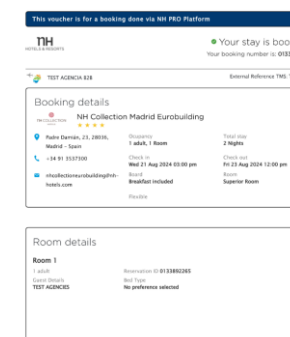 This voucher is for a booking done via NH PRO Platform
nh
HOTELS & RESORTS
Your stay is boo
Your booking number is: 0133
TEST AGENCIA B2B
External Reference TMS: T
Booking details
NH COLLECTION
NH Collection Madrid Eurobuilding
Padre Damián, 23, 28036,
Madrid - Spain
+34 91 3537300
nhcollectioneurobuilding@nh-
hotels.com
Occupancy
1 adult, 1 Room
Total stay
2 Nights
Check in
Wed 21 Aug 2024 03:00 pm
Check out
Fri 23 Aug 2024 12:00 pm
Board
Breakfast included
Room
Superior Room
Flexible
Room details
Room 1
1 adult
Reservation ID 0133892265
Guest Details
TEST AGENCIES
Bed Type
No preference selected